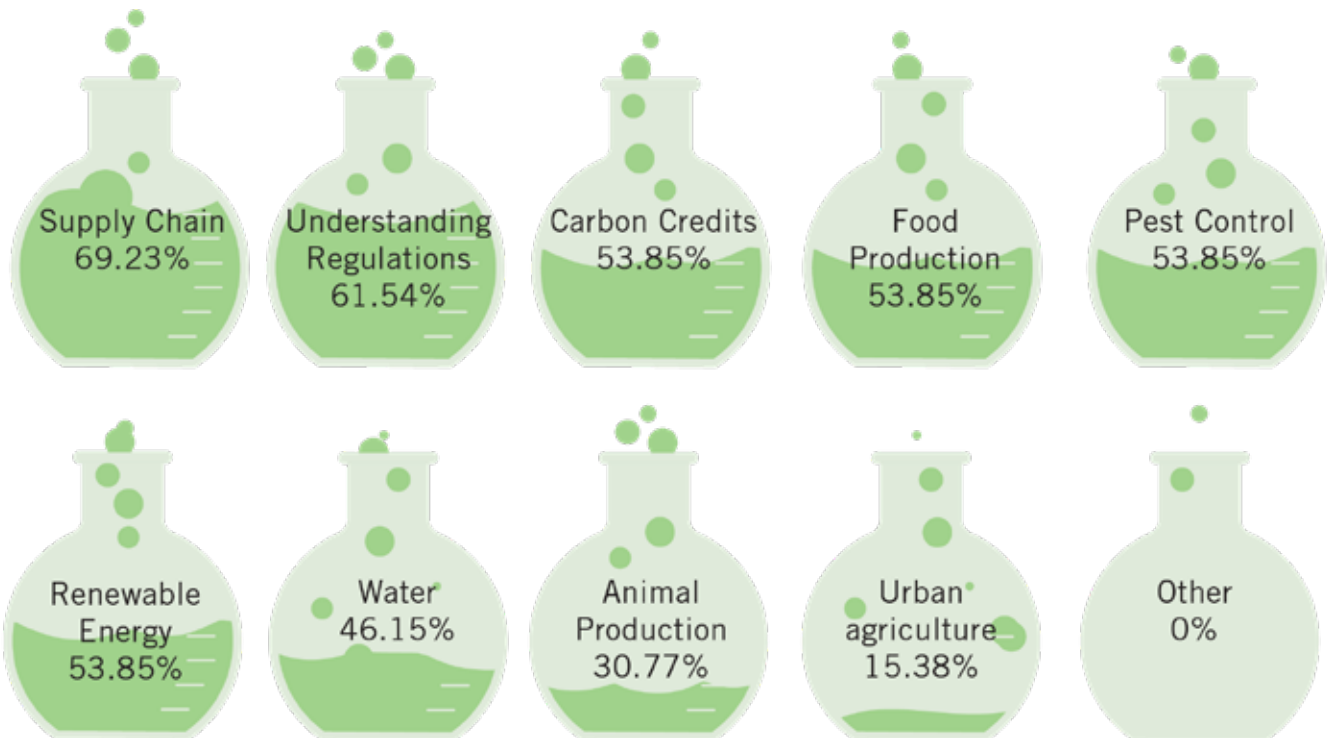 Supply Chain
69.23%
Understanding
Regulations
61.54%
Carbon Credits
53.85%
Food
Production
53.85%
Pest Control
53.85%
Renewable
Energy
53.85%
Water
46.15%
Animal
Production
30.77%
Urban
agriculture
15.38%
Other
0%